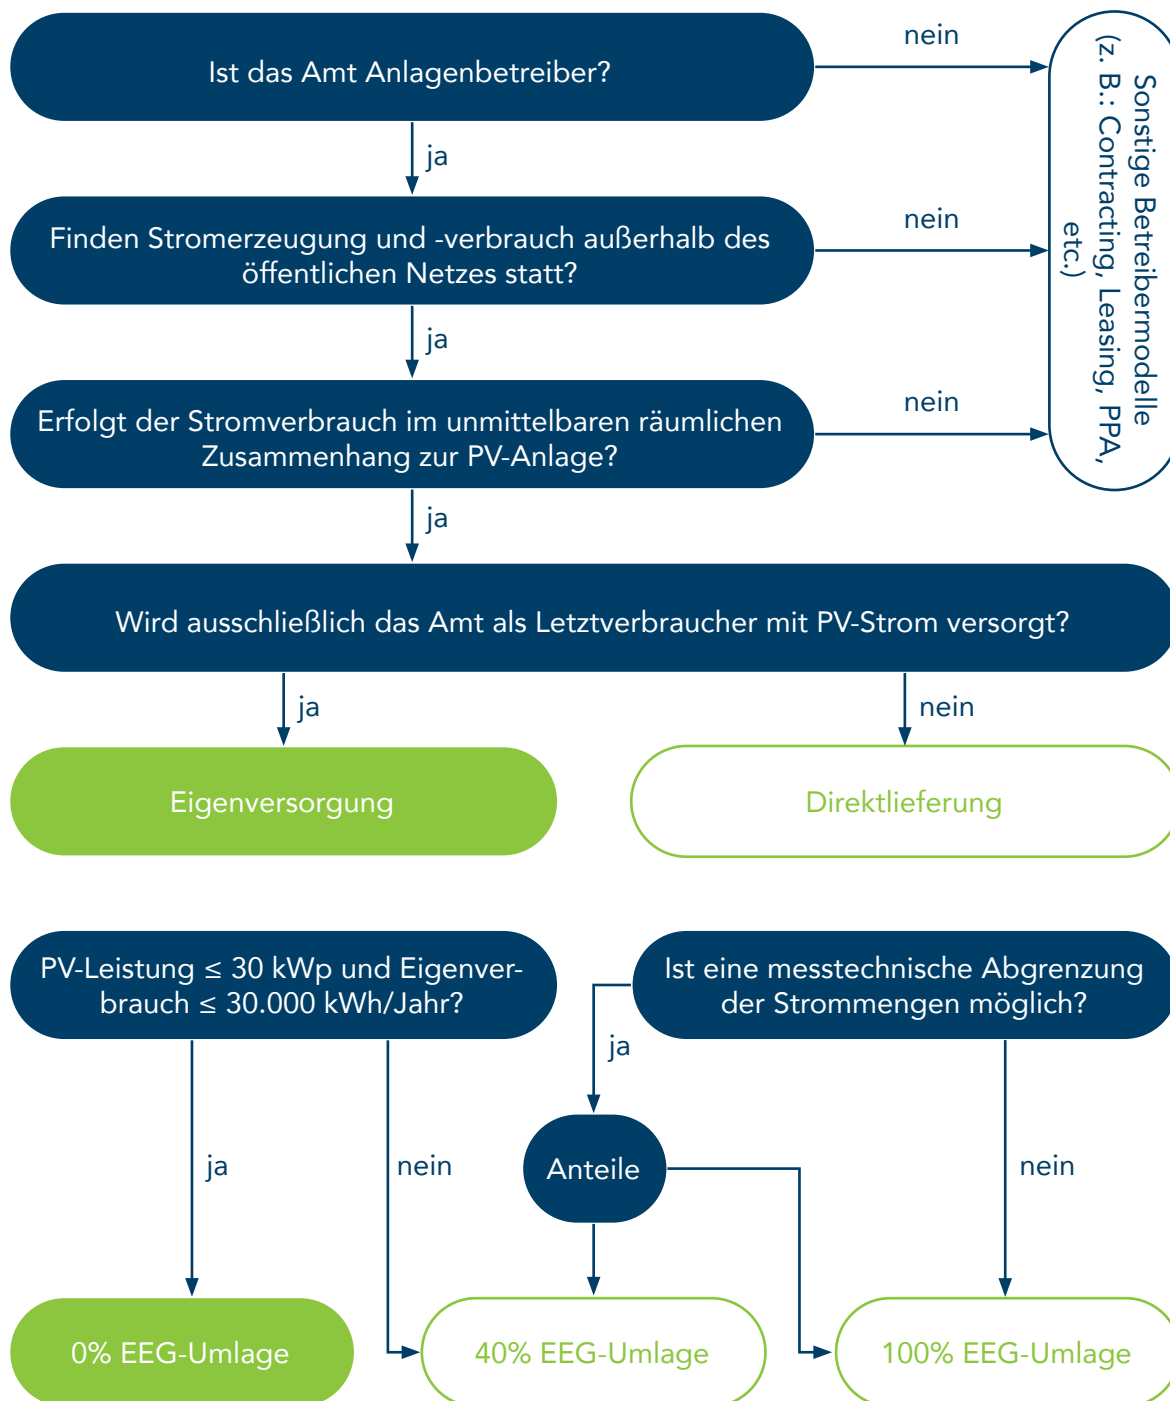 Ist das Amt Anlagenbetreiber?
nein
Sonstige Betreibermodelle
(z. B.: Contracting, Leasing, PPA,
etc.)
ja
Finden Stromerzeugung und -verbrauch außerhalb des
öffentlichen Netzes statt?
nein
ja
Erfolgt der Stromverbrauch im unmittelbaren räumlichen
Zusammenhang zur PV-Anlage?
nein
ja
Wird ausschließlich das Amt als Letztverbraucher mit PV-Strom versorgt?
ja
nein
Eigenversorgung
Direktlieferung
PV-Leistung ≤ 30 kWp und Eigenver-
brauch ≤ 30.000 kWh/Jahr?
Ist eine messtechnische Abgrenzung
der Strommengen möglich?
ja
ja
nein
Anteile
nein
0% EEG-Umlage
40% EEG-Umlage
100% EEG-Umlage